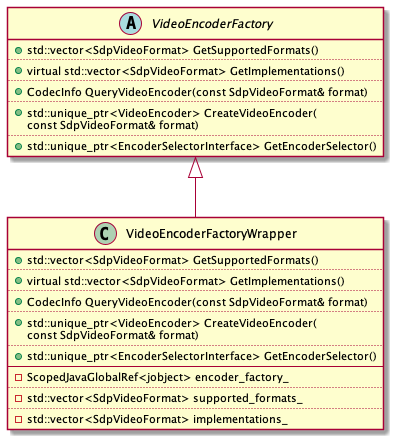 A VideoEncoderFactory
std::vector<SdpVideoFormat> GetSupportedFormats()
virtual std::vector<SdpVideoFormat> GetImplementations()
CodecInfo QueryVideoEncoder(const SdpVideoFormat& format)
std::unique_ptr<VideoEncoder> CreateVideoEncoder(
const SdpVideoFormat& format)
std::unique_ptr<EncoderSelectorInterface> GetEncoderSelector()
C VideoEncoderFactoryWrapper
std::vector<SdpVideoFormat> GetSupportedFormats()
virtual std::vector<SdpVideoFormat> GetImplementations()
CodecInfo QueryVideoEncoder(const SdpVideoFormat& format)
std::unique_ptr<VideoEncoder> CreateVideoEncoder(
const SdpVideoFormat& format)
std::unique_ptr<EncoderSelectorInterface> GetEncoderSelector()
ScopedJavaGlobalRef<jobject> encoder_factory_
std::vector<SdpVideoFormat> supported_formats_
std::vector<SdpVideoFormat> implementations_